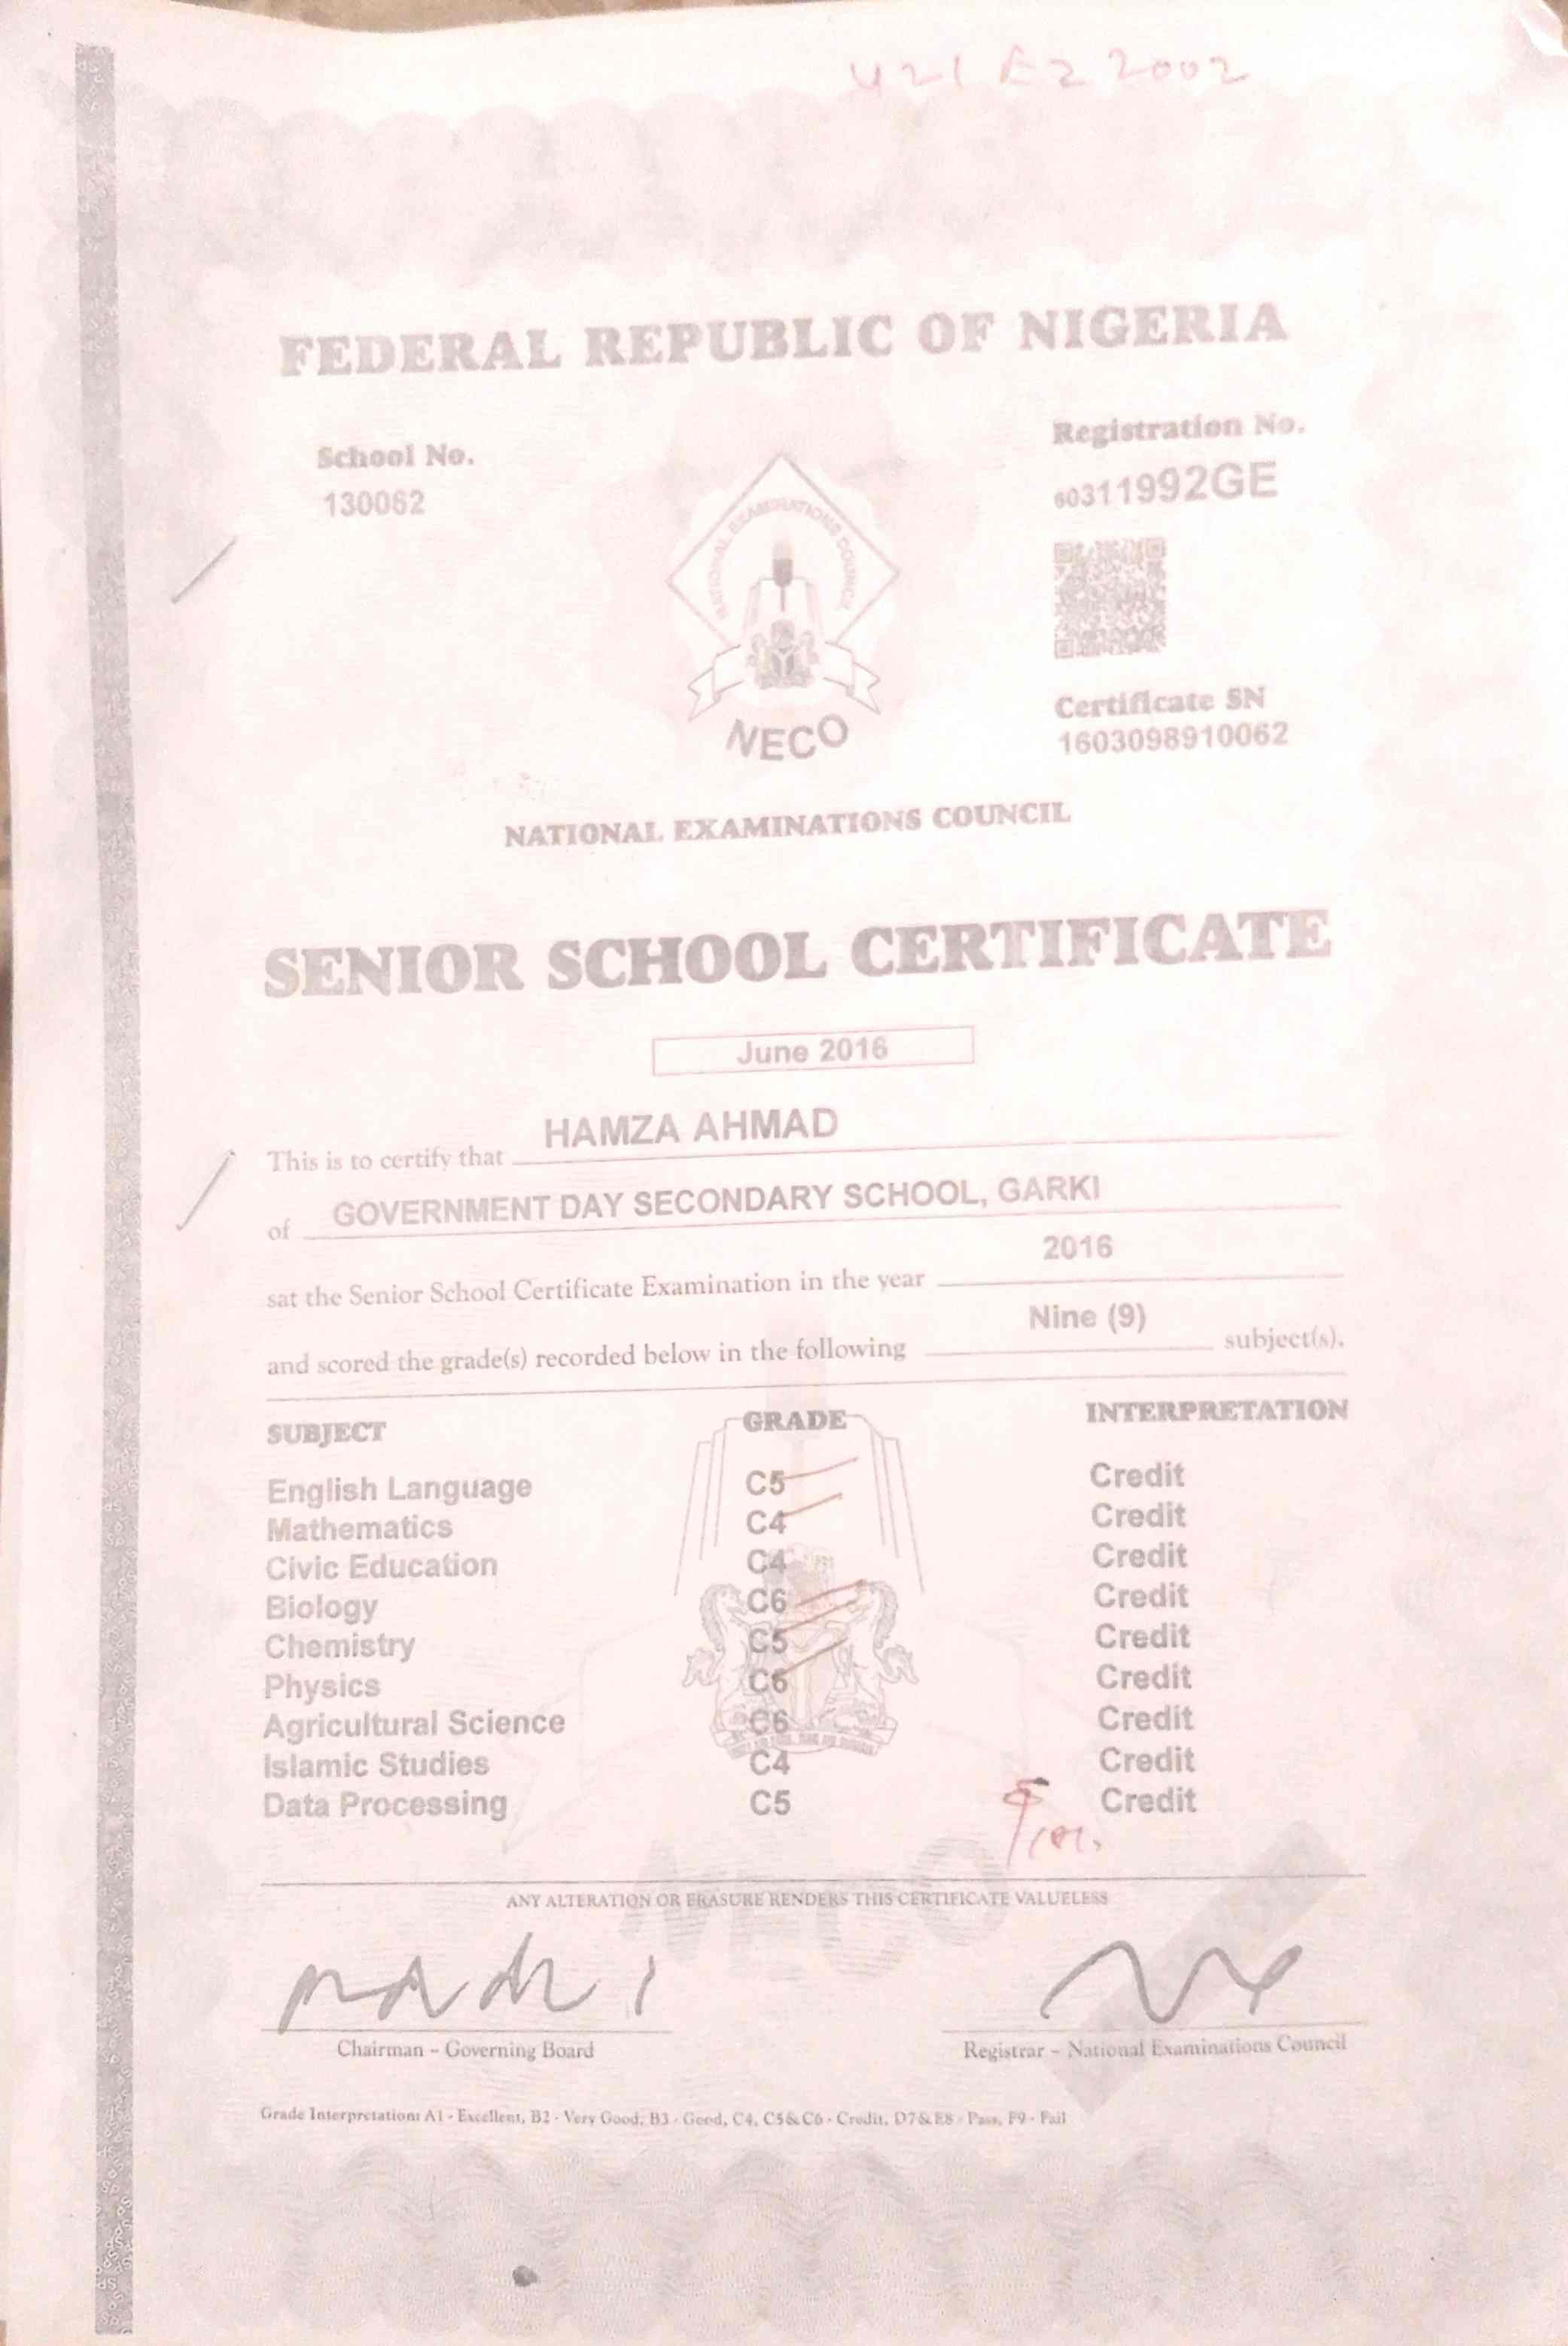 U21EZ2002
FEDERAL REPUBLIC OF NIGERIA
School No.
130062
Registration No.
60311992GE
NATIONAL EXAMINATIONS COUNCIL
NECO
Certificate SN
1603098910062
NATIONAL EXAMINATIONS COUNCIL
SENIOR SCHOOL CERTIFICATE
June 2016
This is to certify that HAMZA AHMAD
of GOVERNMENT DAY SECONDARY SCHOOL, GARKI
sat the Senior School Certificate Examination in the year 2016
and scored the grade(s) recorded below in the following Nine (9) subject(s).
SUBJECT GRADE INTERPRETATION
English Language C5 Credit
Mathematics C4 Credit
Civic Education C4 Credit
Biology C6 Credit
Chemistry C5 Credit
Physics C6 Credit
Agricultural Science C6 Credit
Islamic Studies C4 Credit
Data Processing C5 Credit
NECO
ANY ALTERATION OR ERASURE RENDERS THIS CERTIFICATE VALUELESS
Chairman - Governing Board
Registrar - National Examinations Council
Grade Interpretation: A1 - Excellent, B2 - Very Good, B3 - Good, C4, C5 & C6 - Credit, D7 & E8 - Pass, F9 - Fail